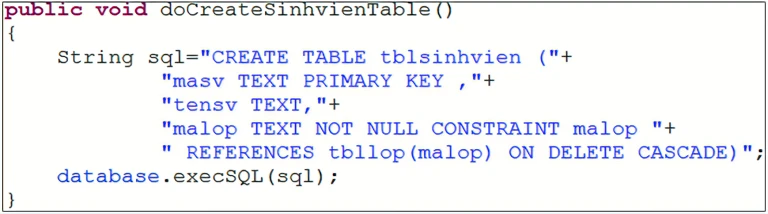 public void doCreateSinhvienTable()
{
String sql="CREATE TABLE tblsinhvien ("+
"masv TEXT PRIMARY KEY ,"+
"tensv TEXT,"+
"malop TEXT NOT NULL CONSTRAINT malop "+
" REFERENCES tbllop(malop) ON DELETE CASCADE)";
database.execSQL(sql);
}